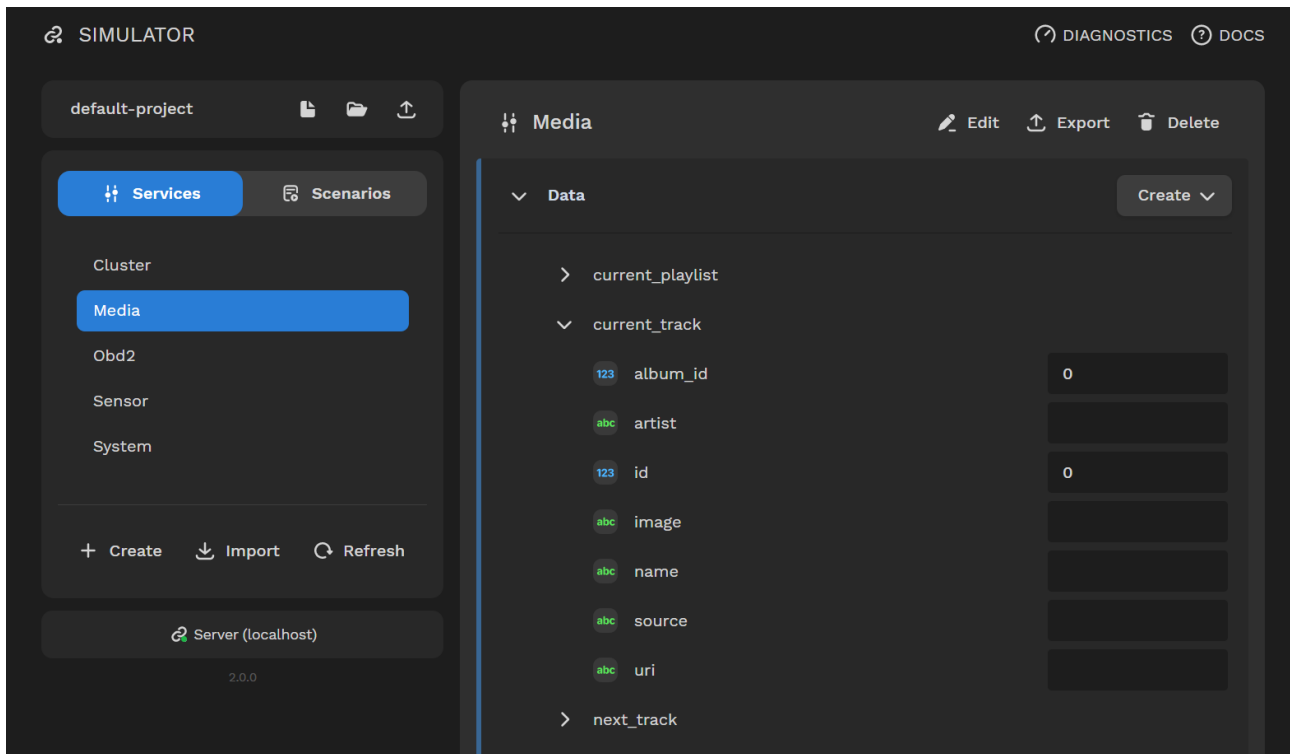 SIMULATOR
DIAGNOSTICS
DOCS
default-project
Services
Scenarios
Cluster
Media
Obd2
Sensor
System
Create
Import
Refresh
Server (localhost)
2.0.0
Media
Edit
Export
Delete
Data
Create
current_playlist
current_track
123 album_id 0
abc artist
123 id 0
abc image
abc name
abc source
abc uri
next_track